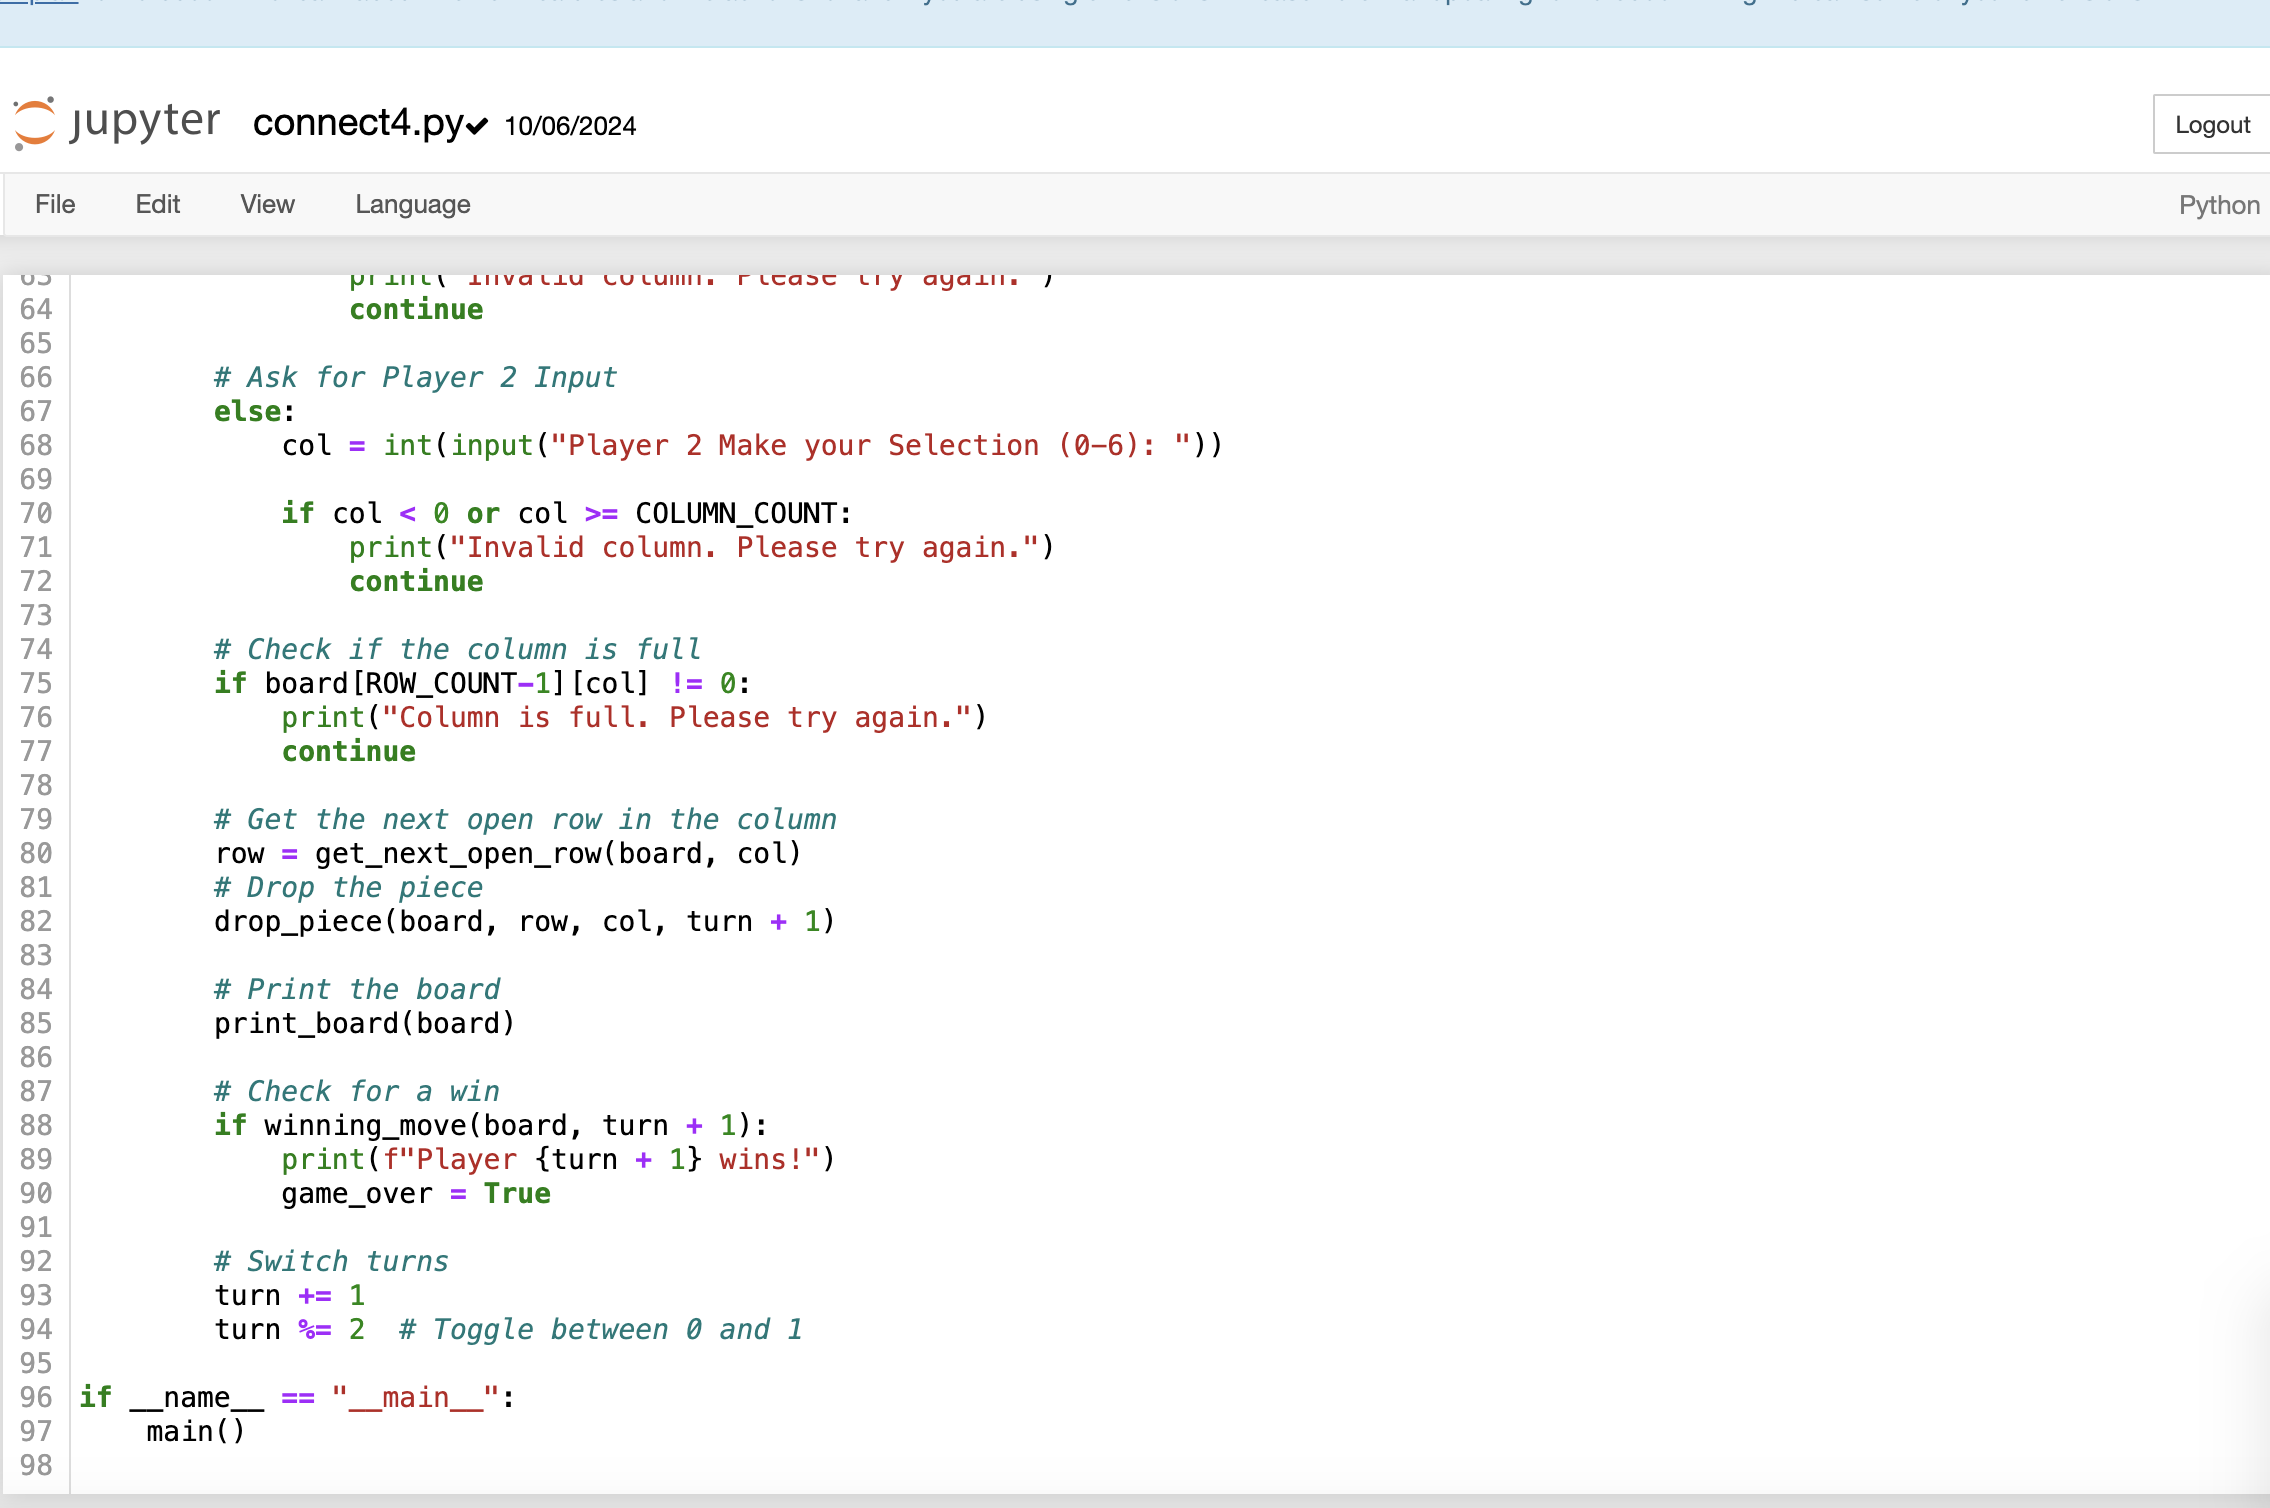 jupyter connect4.py✔ 10/06/2024
Logout
File Edit View Language
Python
63 print("Invalid column. Please try again.")
64 continue
65
66 # Ask for Player 2 Input
67 else:
68 col = int(input("Player 2 Make your Selection (0-6): "))
69
70 if col < 0 or col >= COLUMN_COUNT:
71 print("Invalid column. Please try again.")
72 continue
73
74 # Check if the column is full
75 if board[ROW_COUNT-1][col] != 0:
76 print("Column is full. Please try again.")
77 continue
78
79 # Get the next open row in the column
80 row = get_next_open_row(board, col)
81 # Drop the piece
82 drop_piece(board, row, col, turn + 1)
83
84 # Print the board
85 print_board(board)
86
87 # Check for a win
88 if winning_move(board, turn + 1):
89 print(f"Player {turn + 1} wins!")
90 game_over = True
91
92 # Switch turns
93 turn += 1
94 turn %= 2 # Toggle between 0 and 1
95
96 if __name__ == "__main__":
97 main()
98